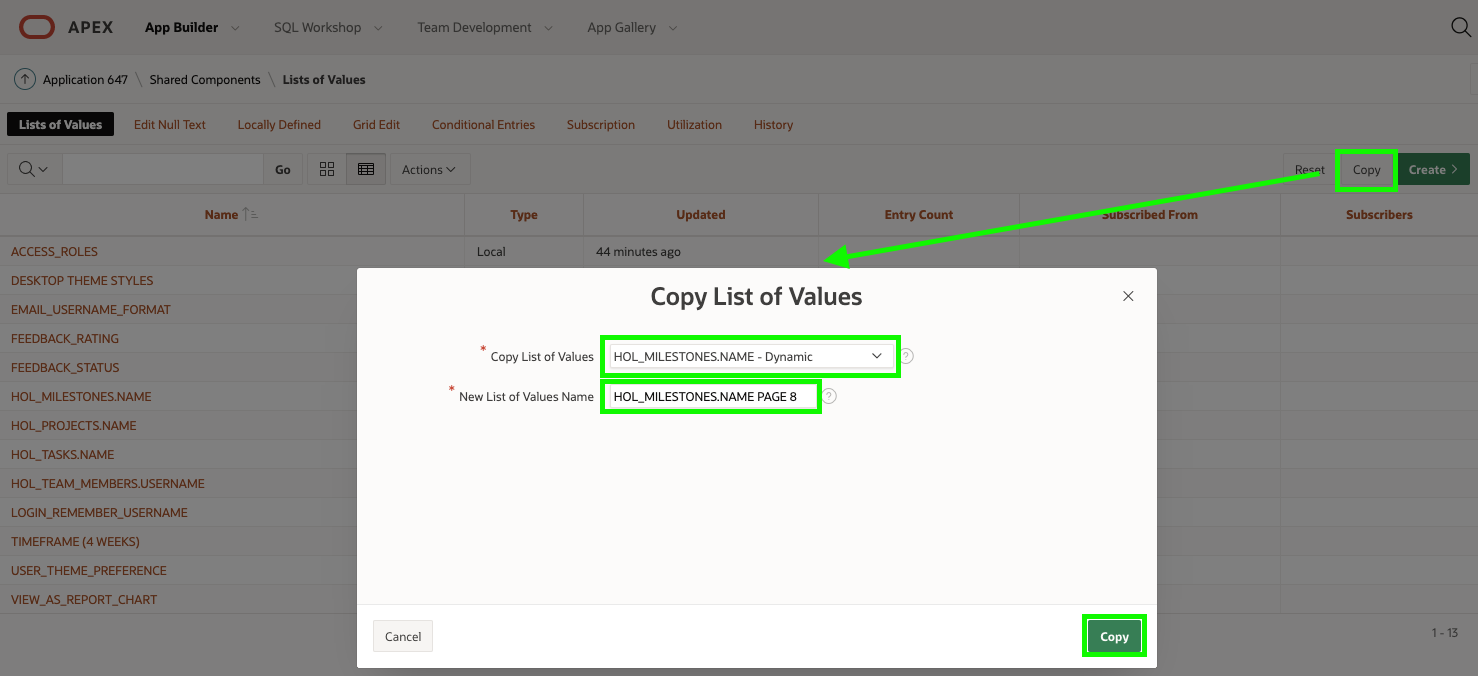 APEX App Builder SQL Workshop Team Development App Gallery
Application 647 \ Shared Components \ Lists of Values
Lists of Values Edit Null Text Locally Defined Grid Edit Conditional Entries Subscription Utilization History
Go Actions Reset Copy Create
Name Type Updated Entry Count Subscribed From Subscribers
ACCESS_ROLES Local 44 minutes ago
DESKTOP THEME STYLES
EMAIL_USERNAME_FORMAT
FEEDBACK_RATING
FEEDBACK_STATUS
HOL_MILESTONES.NAME
HOL_PROJECTS.NAME
HOL_TASKS.NAME
HOL_TEAM_MEMBERS.USERNAME
LOGIN_REMEMBER_USERNAME
TIMEFRAME (4 WEEKS)
USER_THEME_PREFERENCE
VIEW_AS_REPORT_CHART
1 - 13
Copy List of Values
* Copy List of Values HOL_MILESTONES.NAME - Dynamic ?
* New List of Values Name HOL_MILESTONES.NAME PAGE 8 ?
Cancel Copy